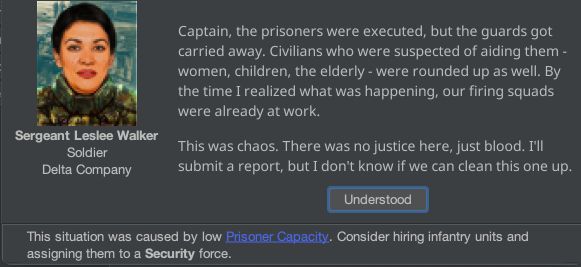 Captain, the prisoners were executed, but the guards got
carried away. Civilians who were suspected of aiding them -
women, children, the elderly - were rounded up as well. By
the time I realized what was happening, our firing squads
were already at work.
This was chaos. There was no justice here, just blood. I'll
submit a report, but I don't know if we can clean this one up.
Sergeant Leslee Walker
Soldier
Delta Company
Understood
This situation was caused by low Prisoner Capacity. Consider hiring infantry units and
assigning them to a Security force.